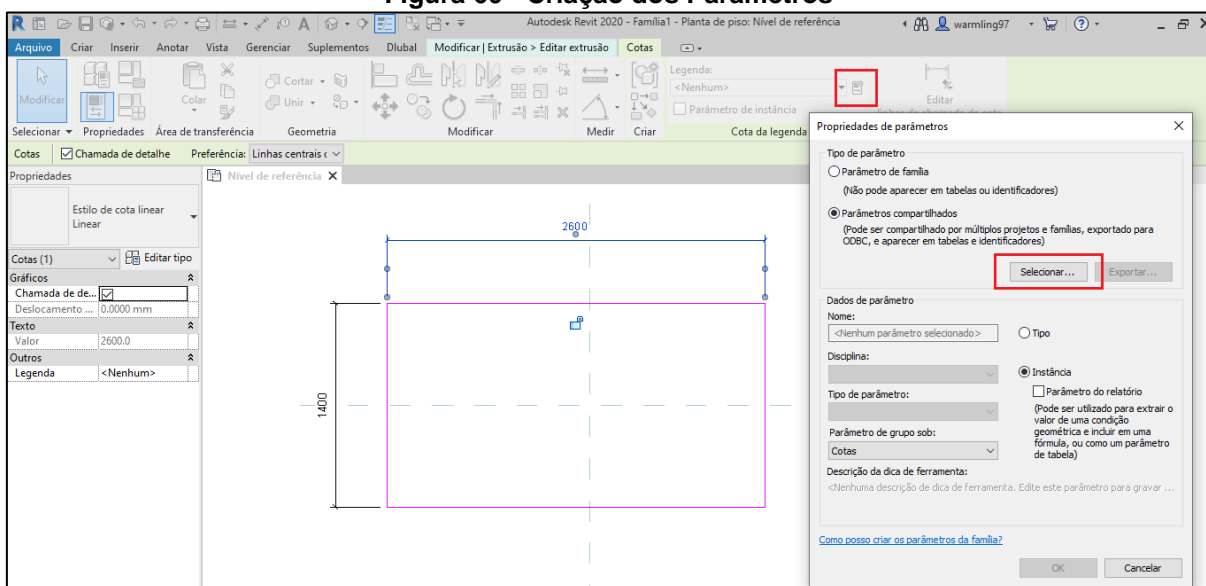 Figura 60 - Criação dos Parâmetros
Autodesk Revit 2020 - Família1 - Planta de piso: Nível de referência
warmling97
Arquivo Criar Inserir Anotar Vista Gerenciar Suplementos Dlubal Modificar | Extrusão > Editar extrusão Cotas
Modificar
Colar
Cortar
Unir
Legenda:
<Nenhum>
Parâmetro de instância
Editar
Selecionar Propriedades Área de transferência Geometria Modificar Medir Criar Cota da legenda
Cotas Chamada de detalhe Preferência: Linhas centrais
Propriedades
Nível de referência
Estilo de cota linear
Linear
Cotas (1) Editar tipo
Gráficos
Chamada de de...
Deslocamento ... 0.0000 mm
Texto
Valor 2600.0
Outros
Legenda <Nenhum>
2600
1400
Propriedades de parâmetros
Tipo de parâmetro
Parâmetro de família
(Não pode aparecer em tabelas ou identificadores)
Parâmetros compartilhados
(Pode ser compartilhado por múltiplos projetos e famílias, exportado para
ODBC, e aparecer em tabelas e identificadores)
Selecionar... Exportar...
Dados de parâmetro
Nome:
<Nenhum parâmetro selecionado> Tipo
Disciplina:
Instância
Parâmetro do relatório
Tipo de parâmetro:
(Pode ser utilizado para extrair o
valor de uma condição
geométrica e incluir em uma
fórmula, ou como um parâmetro
de tabela)
Parâmetro de grupo sob:
Cotas
Descrição da dica de ferramenta:
<Nenhuma descrição de dica de ferramenta. Edite este parâmetro para gravar ...
Como posso criar os parâmetros da família?
OK Cancelar